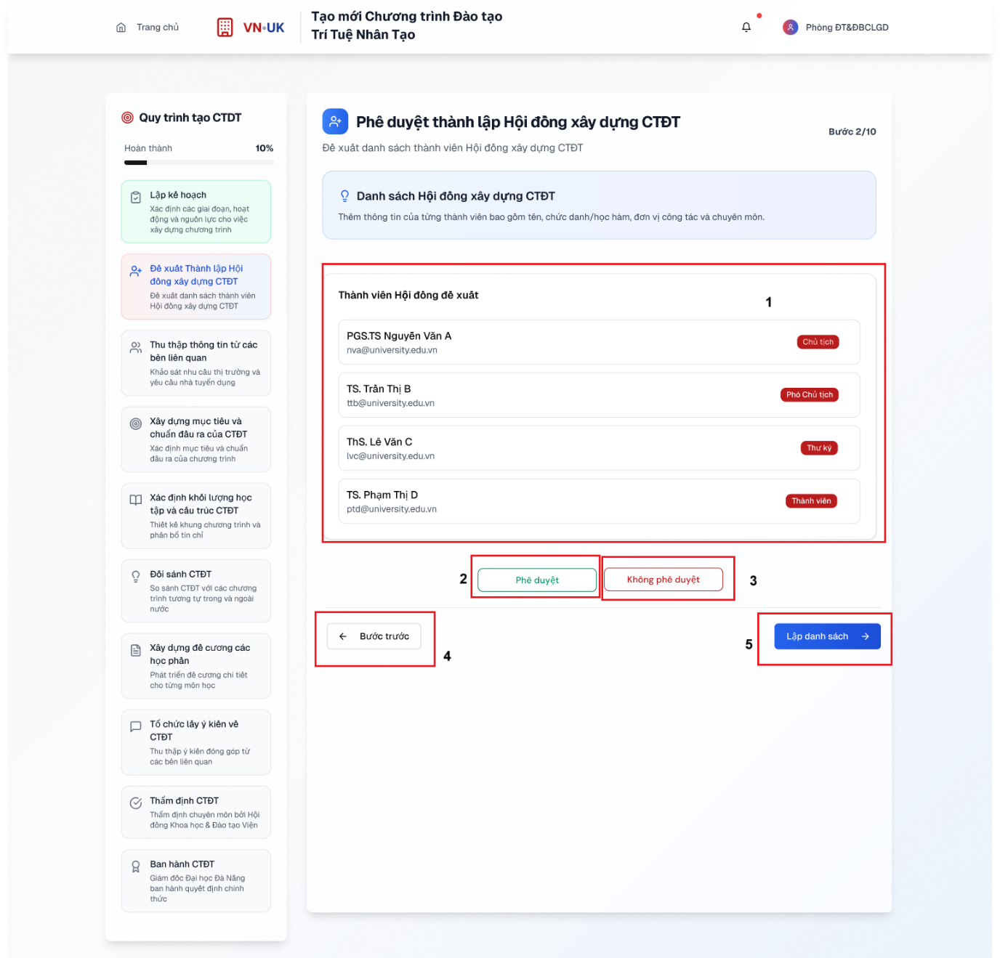 Trang chủ
VN-UK
Tạo mới Chương trình Đào tạo
Trí Tuệ Nhân Tạo
Phòng ĐT&ĐBCLGD
Quy trình tạo CTDT
Hoàn thành 10%
Lập kế hoạch
Xác định các giai đoạn, hoạt
động và nguồn lực cho việc
xây dựng chương trình
Đề xuất Thành lập Hội
đồng xây dựng CTĐT
Đề xuất danh sách thành viên
Hội đồng xây dựng CTĐT
Thu thập thông tin từ các
bên liên quan
Khảo sát nhu cầu thị trường và
yêu cầu nhà tuyển dụng
Xây dựng mục tiêu và
chuẩn đầu ra của CTĐT
Xác định mục tiêu và chuẩn
đầu ra của chương trình
Xác định khối lượng học
tập và cấu trúc CTĐT
Thiết kế khung chương trình và
phân bổ tín chỉ
Đối sánh CTĐT
So sánh CTĐT với các chương
trình tương tự trong và ngoài
nước
Xây dựng đề cương các
học phần
Phát triển đề cương chi tiết
cho từng môn học
Tổ chức lấy ý kiến về
CTĐT
Thu thập ý kiến đóng góp từ
các bên liên quan
Thẩm định CTĐT
Thẩm định chuyên môn bởi Hội
đồng Khoa học & Đào tạo Viện
Ban hành CTĐT
Giám đốc Đại học Đà Nẵng
ban hành quyết định chính
thức
Phê duyệt thành lập Hội đồng xây dựng CTĐT
Bước 2/10
Đề xuất danh sách thành viên Hội đồng xây dựng CTĐT
Danh sách Hội đồng xây dựng CTĐT
Thêm thông tin của từng thành viên bao gồm tên, chức danh/học hàm, đơn vị công tác và chuyên môn.
Thành viên Hội đồng đề xuất
1
PGS.TS Nguyễn Văn A
nva@university.edu.vn
Chủ tịch
TS. Trần Thị B
ttb@university.edu.vn
Phó Chủ tịch
ThS. Lê Văn C
lvc@university.edu.vn
Thư ký
TS. Phạm Thị D
ptd@university.edu.vn
Thành viên
2 Phê duyệt Không phê duyệt 3
Bước trước 4 5 Lập danh sách